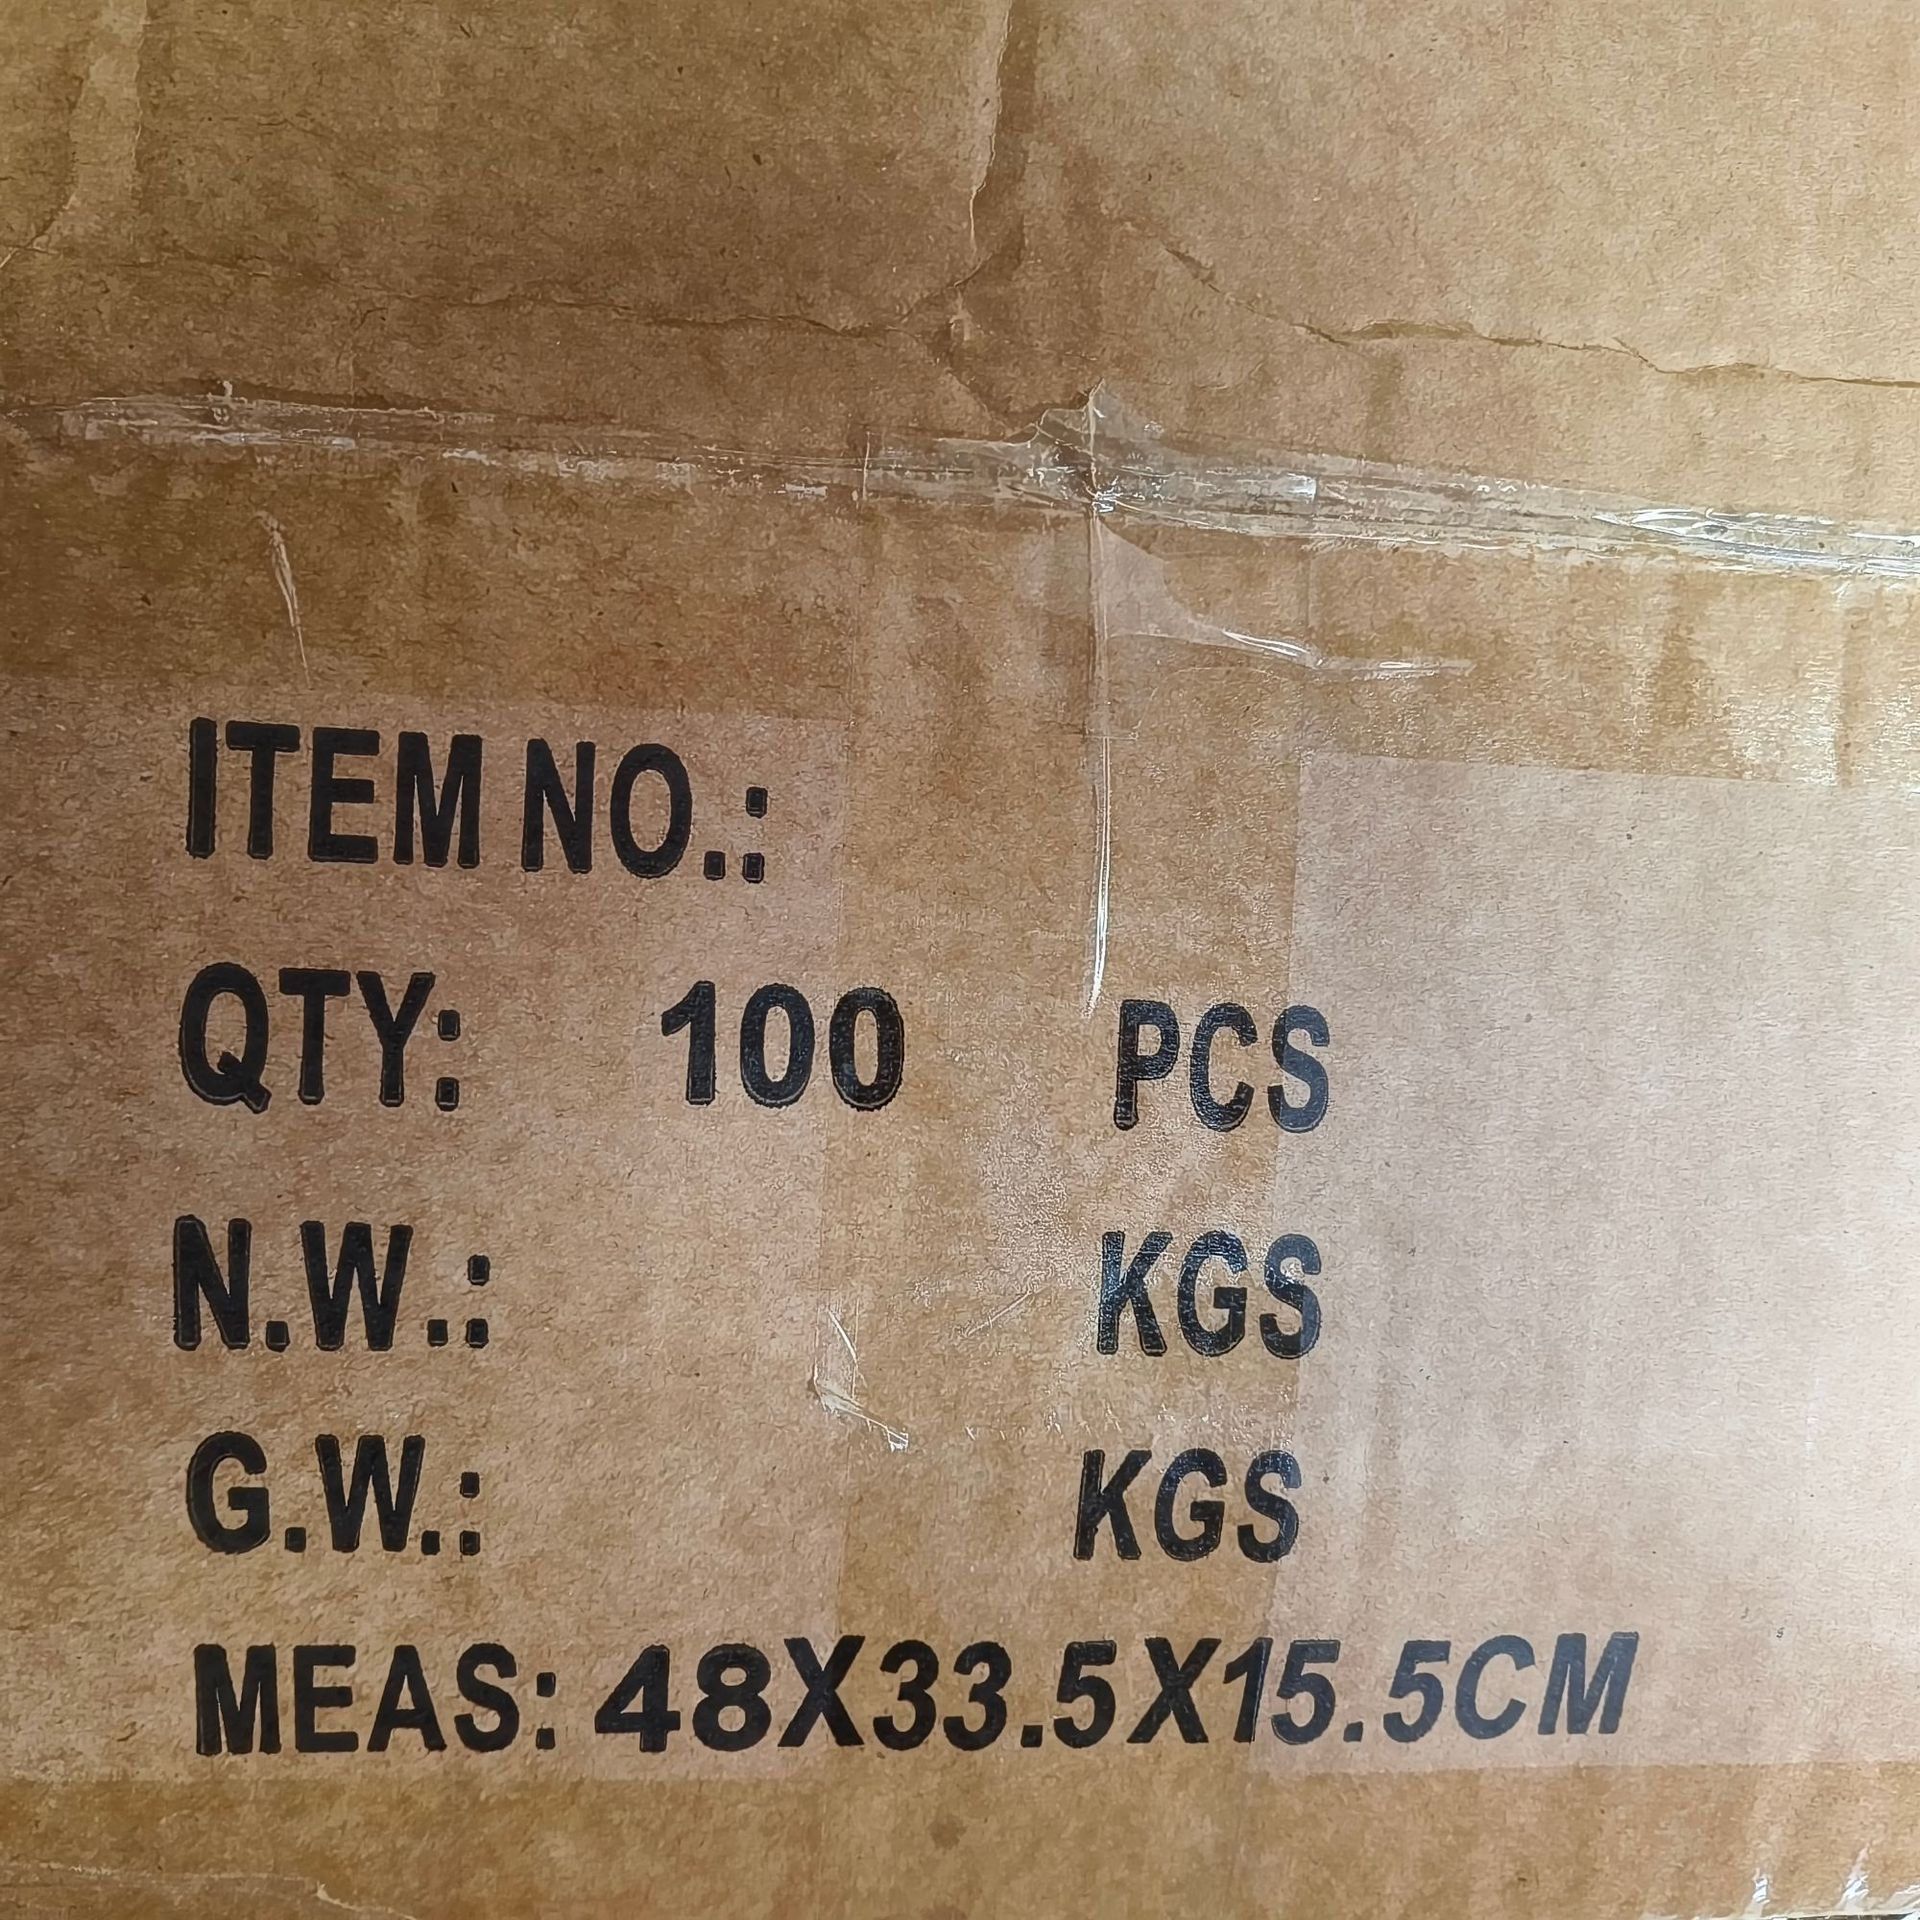 ITEM NO.:
QTY: 100 PCS
N.W.: KGS
G.W.: KGS
MEAS: 48X33.5X15.5CM